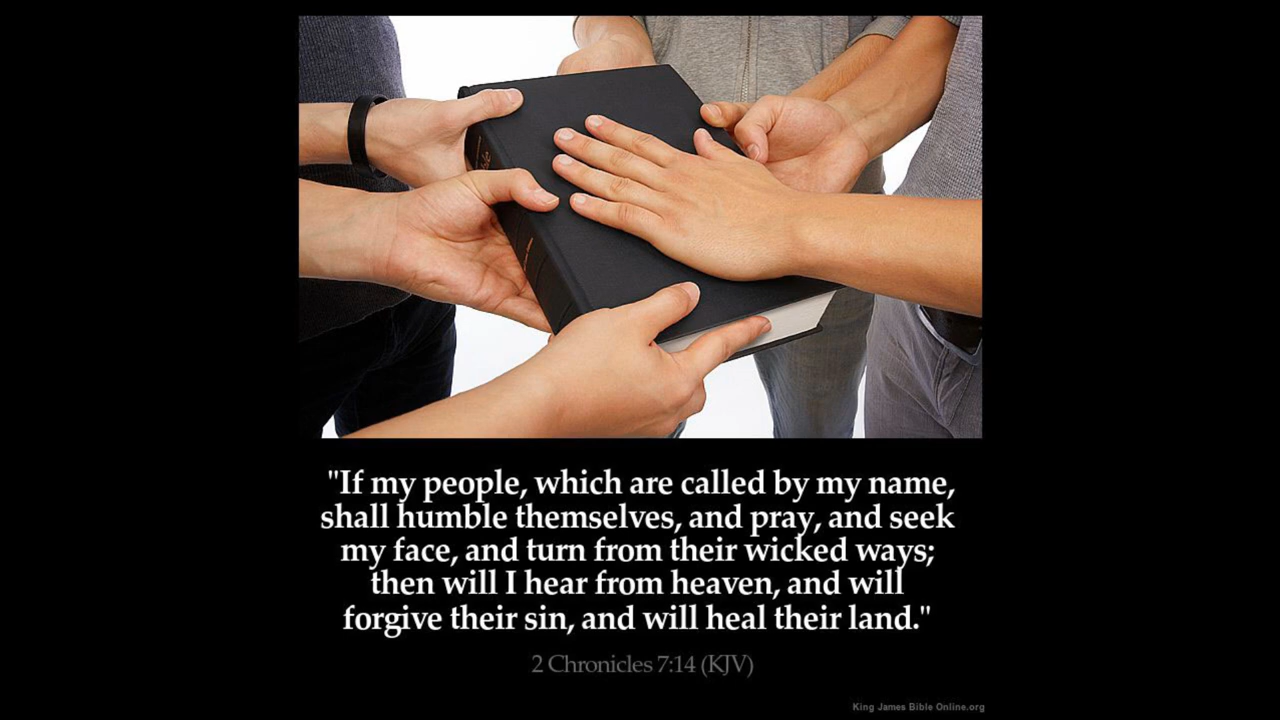 "If my people, which are called by my name,
shall humble themselves, and pray, and seek
my face, and turn from their wicked ways;
then will I hear from heaven, and will
forgive their sin, and will heal their land."
2 Chronicles 7:14 (KJV)
King James Bible Online.org